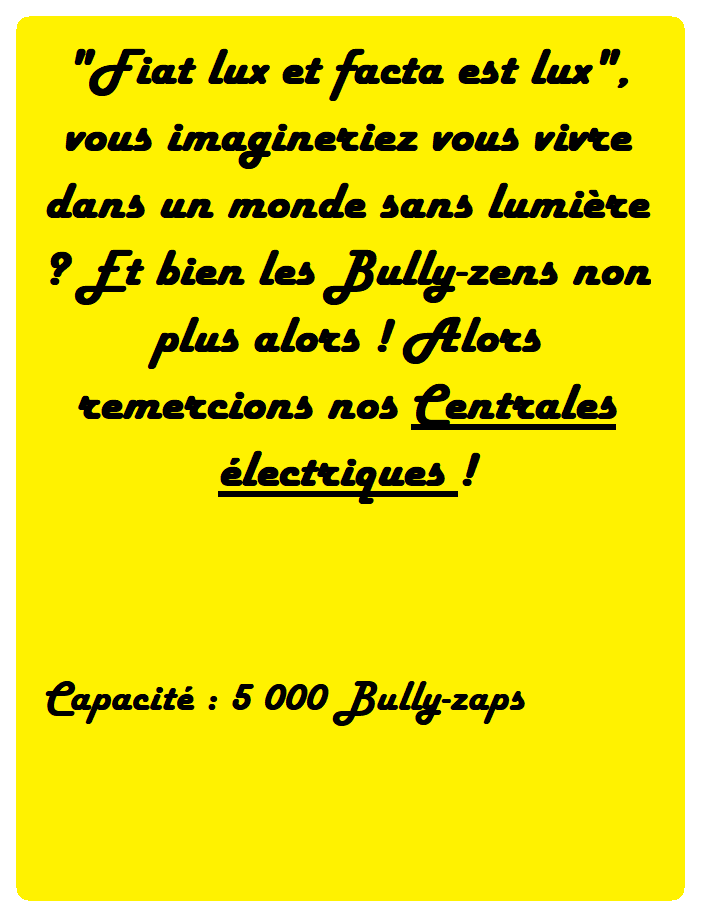 "Fiat lux et facta est lux",
vous imagineriez vous vivre
dans un monde sans lumière
? Et bien les Bully-zens non
plus alors ! Alors
remercions nos Centrales
électriques !
Capacité : 5 000 Bully-zaps